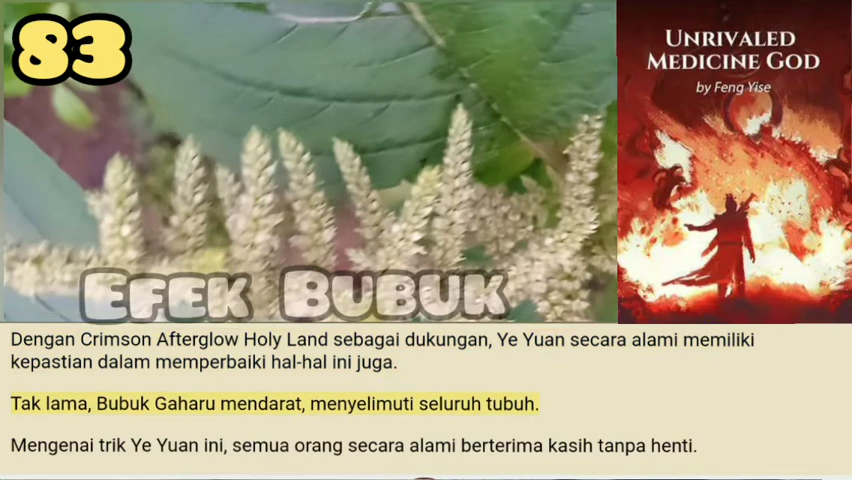 83
UNRIVALED
MEDICINE GOD
by Feng Yise
EFEK BUBUK
Dengan Crimson Afterglow Holy Land sebagai dukungan, Ye Yuan secara alami memiliki
kepastian dalam memperbaiki hal-hal ini juga.
Tak lama, Bubuk Gaharu mendarat, menyelimuti seluruh tubuh.
Mengenai trik Ye Yuan ini, semua orang secara alami berterima kasih tanpa henti.